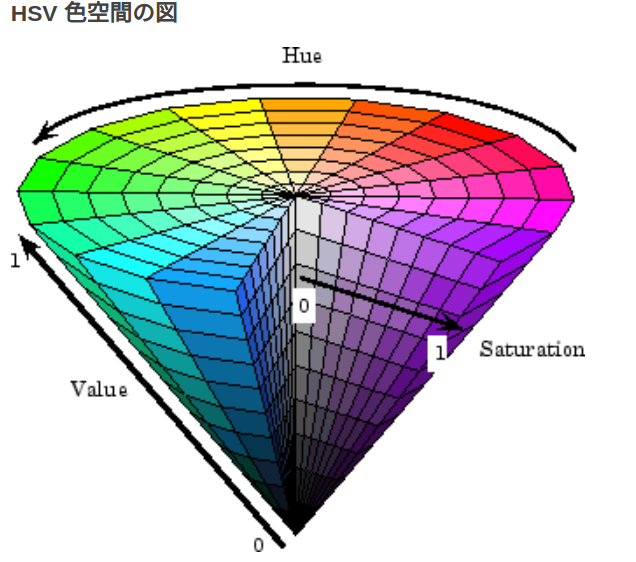 HSV 色空間の図
Hue
1
0
1
Saturation
Value
0